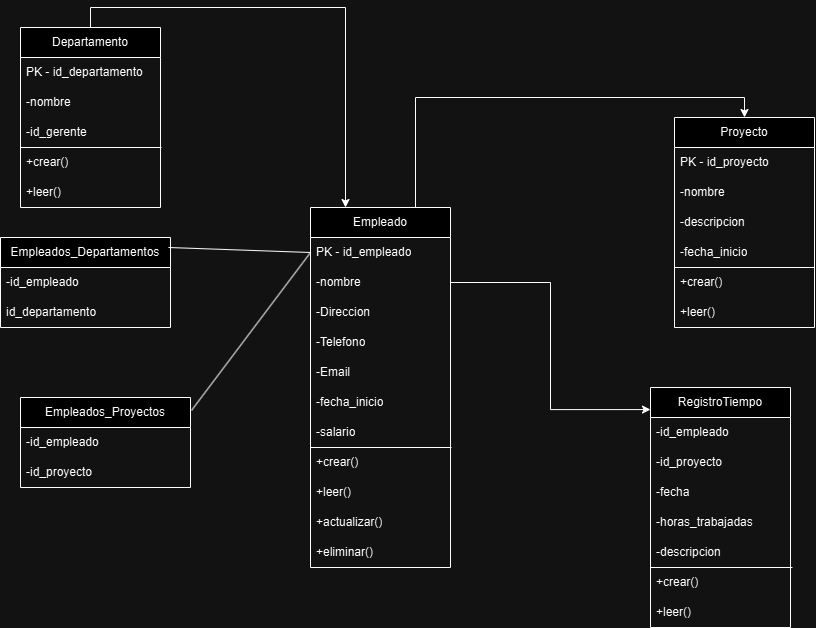 Departamento
PK - id_departamento
-nombre
-id_gerente
+crear()
+leer()
Empleados_Departamentos
-id_empleado
id_departamento
Empleados_Proyectos
-id_empleado
-id_proyecto
Empleado
PK - id_empleado
-nombre
-Direccion
-Telefono
-Email
-fecha_inicio
-salario
+crear()
+leer()
+actualizar()
+eliminar()
Proyecto
PK - id_proyecto
-nombre
-descripcion
-fecha_inicio
+crear()
+leer()
RegistroTiempo
-id_empleado
-id_proyecto
-fecha
-horas_trabajadas
-descripcion
+crear()
+leer()